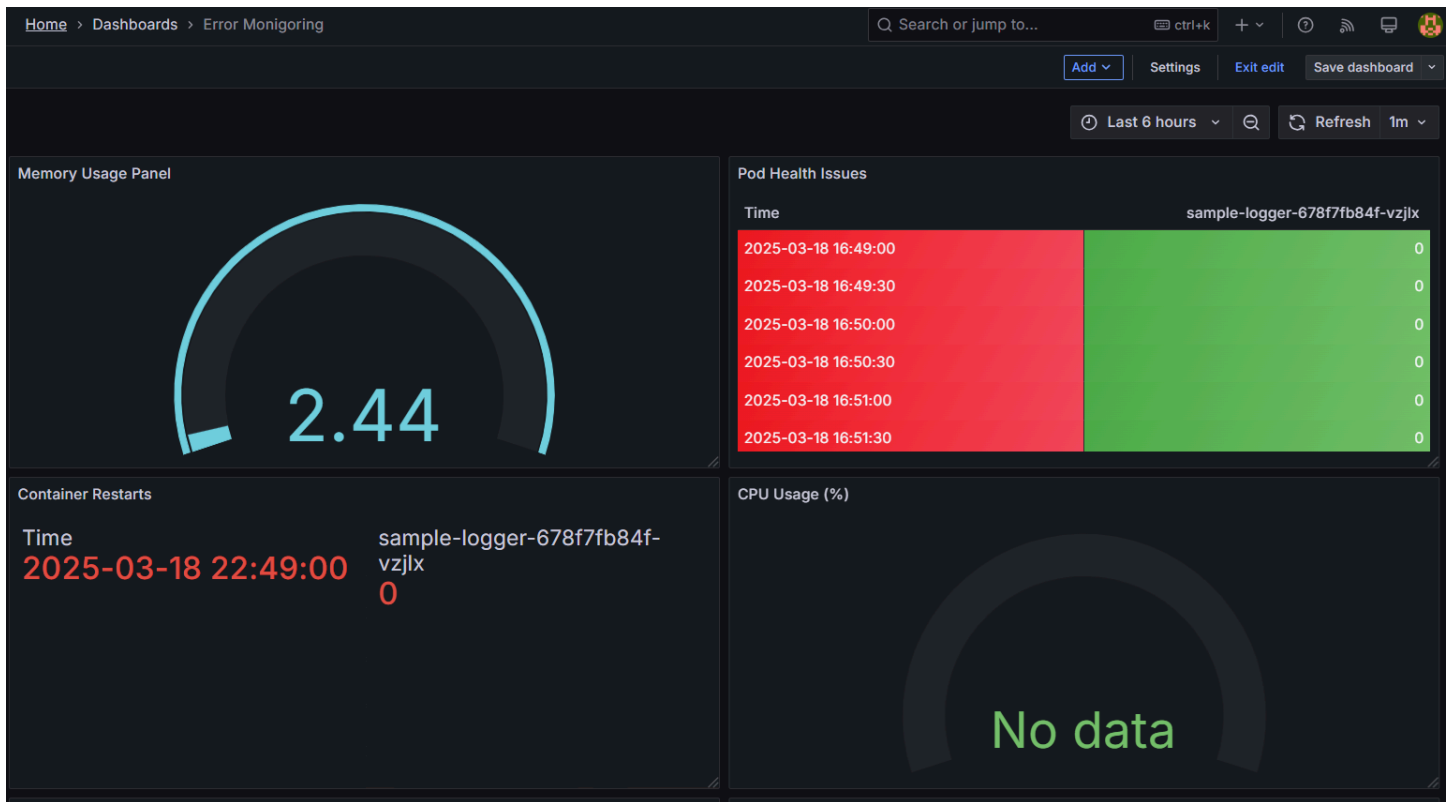 Home > Dashboards > Error Monigoring
Search or jump to... ctrl+k
Add Settings Exit edit Save dashboard
Last 6 hours Refresh 1m
Memory Usage Panel
2.44
Pod Health Issues
Time sample-logger-678f7fb84f-vzjlx
2025-03-18 16:49:00 0
2025-03-18 16:49:30 0
2025-03-18 16:50:00 0
2025-03-18 16:50:30 0
2025-03-18 16:51:00 0
2025-03-18 16:51:30 0
Container Restarts
Time
2025-03-18 22:49:00
sample-logger-678f7fb84f-
vzjlx
0
CPU Usage (%)
No data